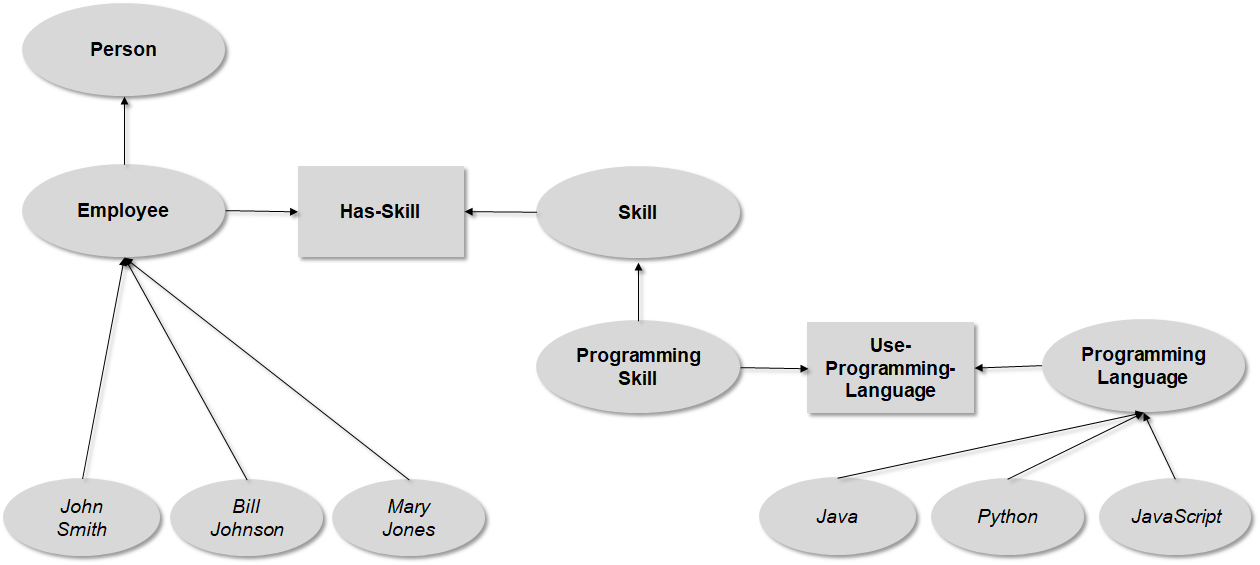 Person
Employee
Has-Skill
Skill
Programming
Skill
Use-
Programming-
Language
Programming
Language
John
Smith
Bill
Johnson
Mary
Jones
Java
Python
JavaScript